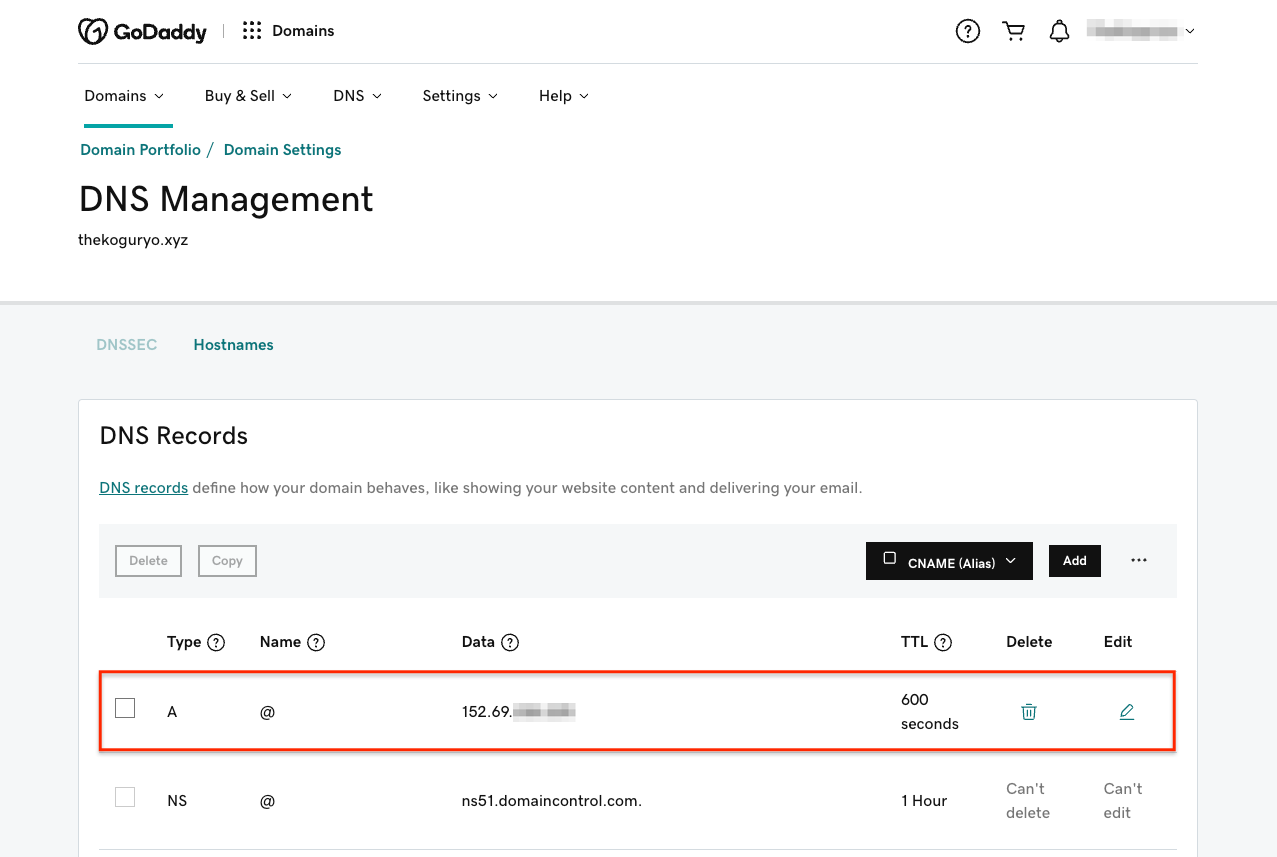 GoDaddy Domains
Domains Buy & Sell DNS Settings Help
Domain Portfolio / Domain Settings
DNS Management
thekoguryo.xyz
DNSSEC Hostnames
DNS Records
DNS records define how your domain behaves, like showing your website content and delivering your email.
Delete Copy CNAME (Alias) Add ...
Type ? Name ? Data ? TTL ? Delete Edit
A @ 152.69. 600 seconds
NS @ ns51.domaincontrol.com. 1 Hour Can't delete Can't edit